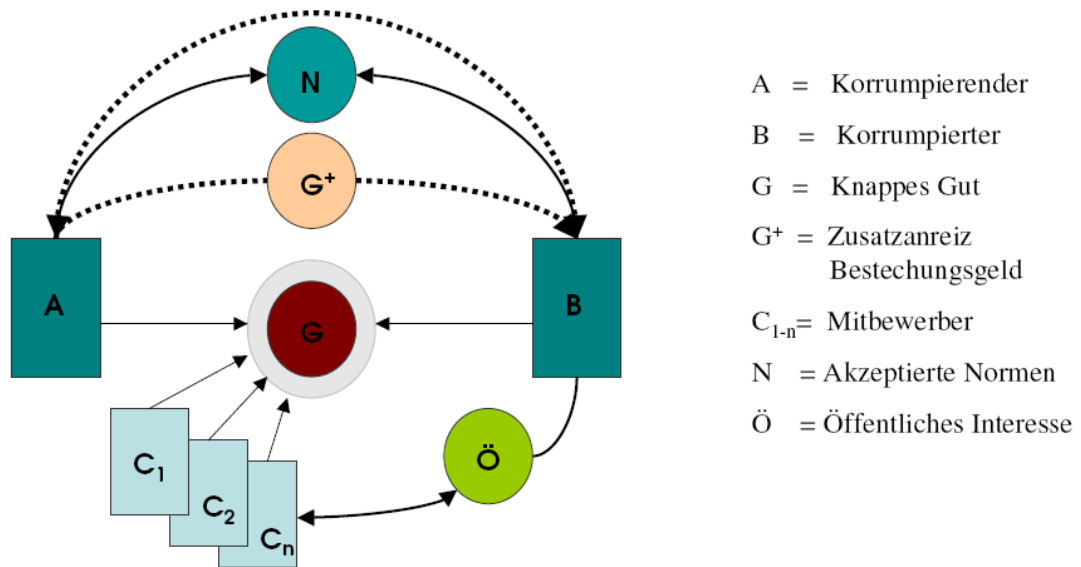 N
G⁺
A
G
B
C₁
C₂
Cₙ
Ö
A = Korrumpierender
B = Korrumpierter
G = Knappes Gut
G⁺ = Zusatzanreiz
Bestechungsgeld
C₁₋ₙ= Mitbewerber
N = Akzeptierte Normen
Ö = Öffentliches Interesse